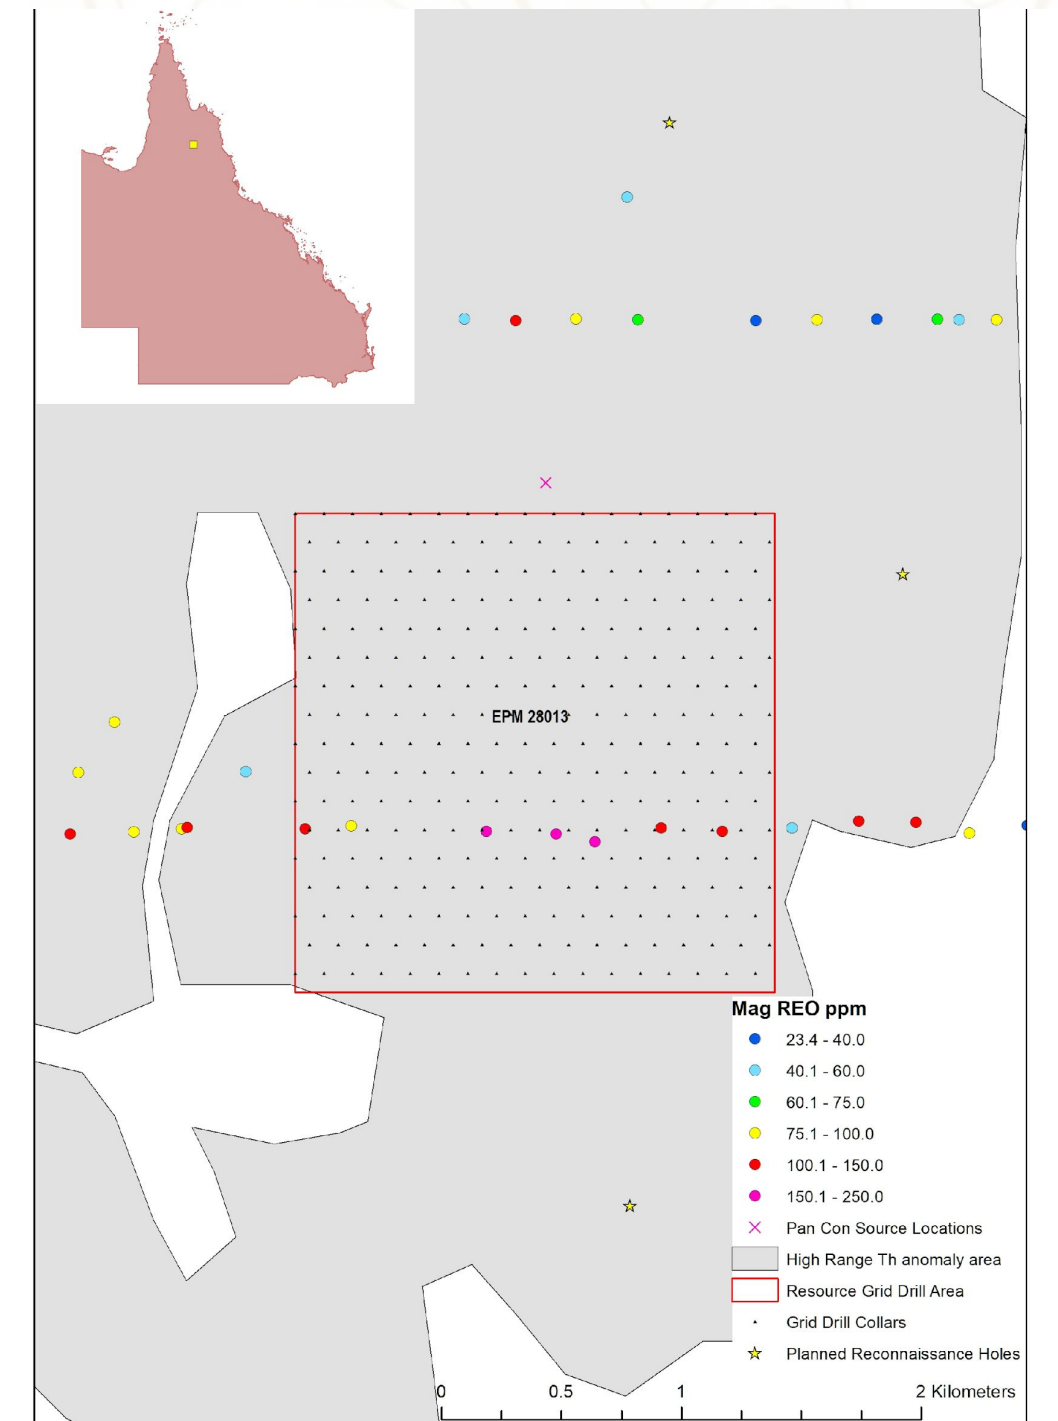 EPM 28013
Mag REO ppm
23.4 - 40.0
40.1 - 60.0
60.1 - 75.0
75.1 - 100.0
100.1 - 150.0
150.1 - 250.0
Pan Con Source Locations
High Range Th anomaly area
Resource Grid Drill Area
Grid Drill Collars
Planned Reconnaissance Holes
0 0.5 1 2 Kilometers